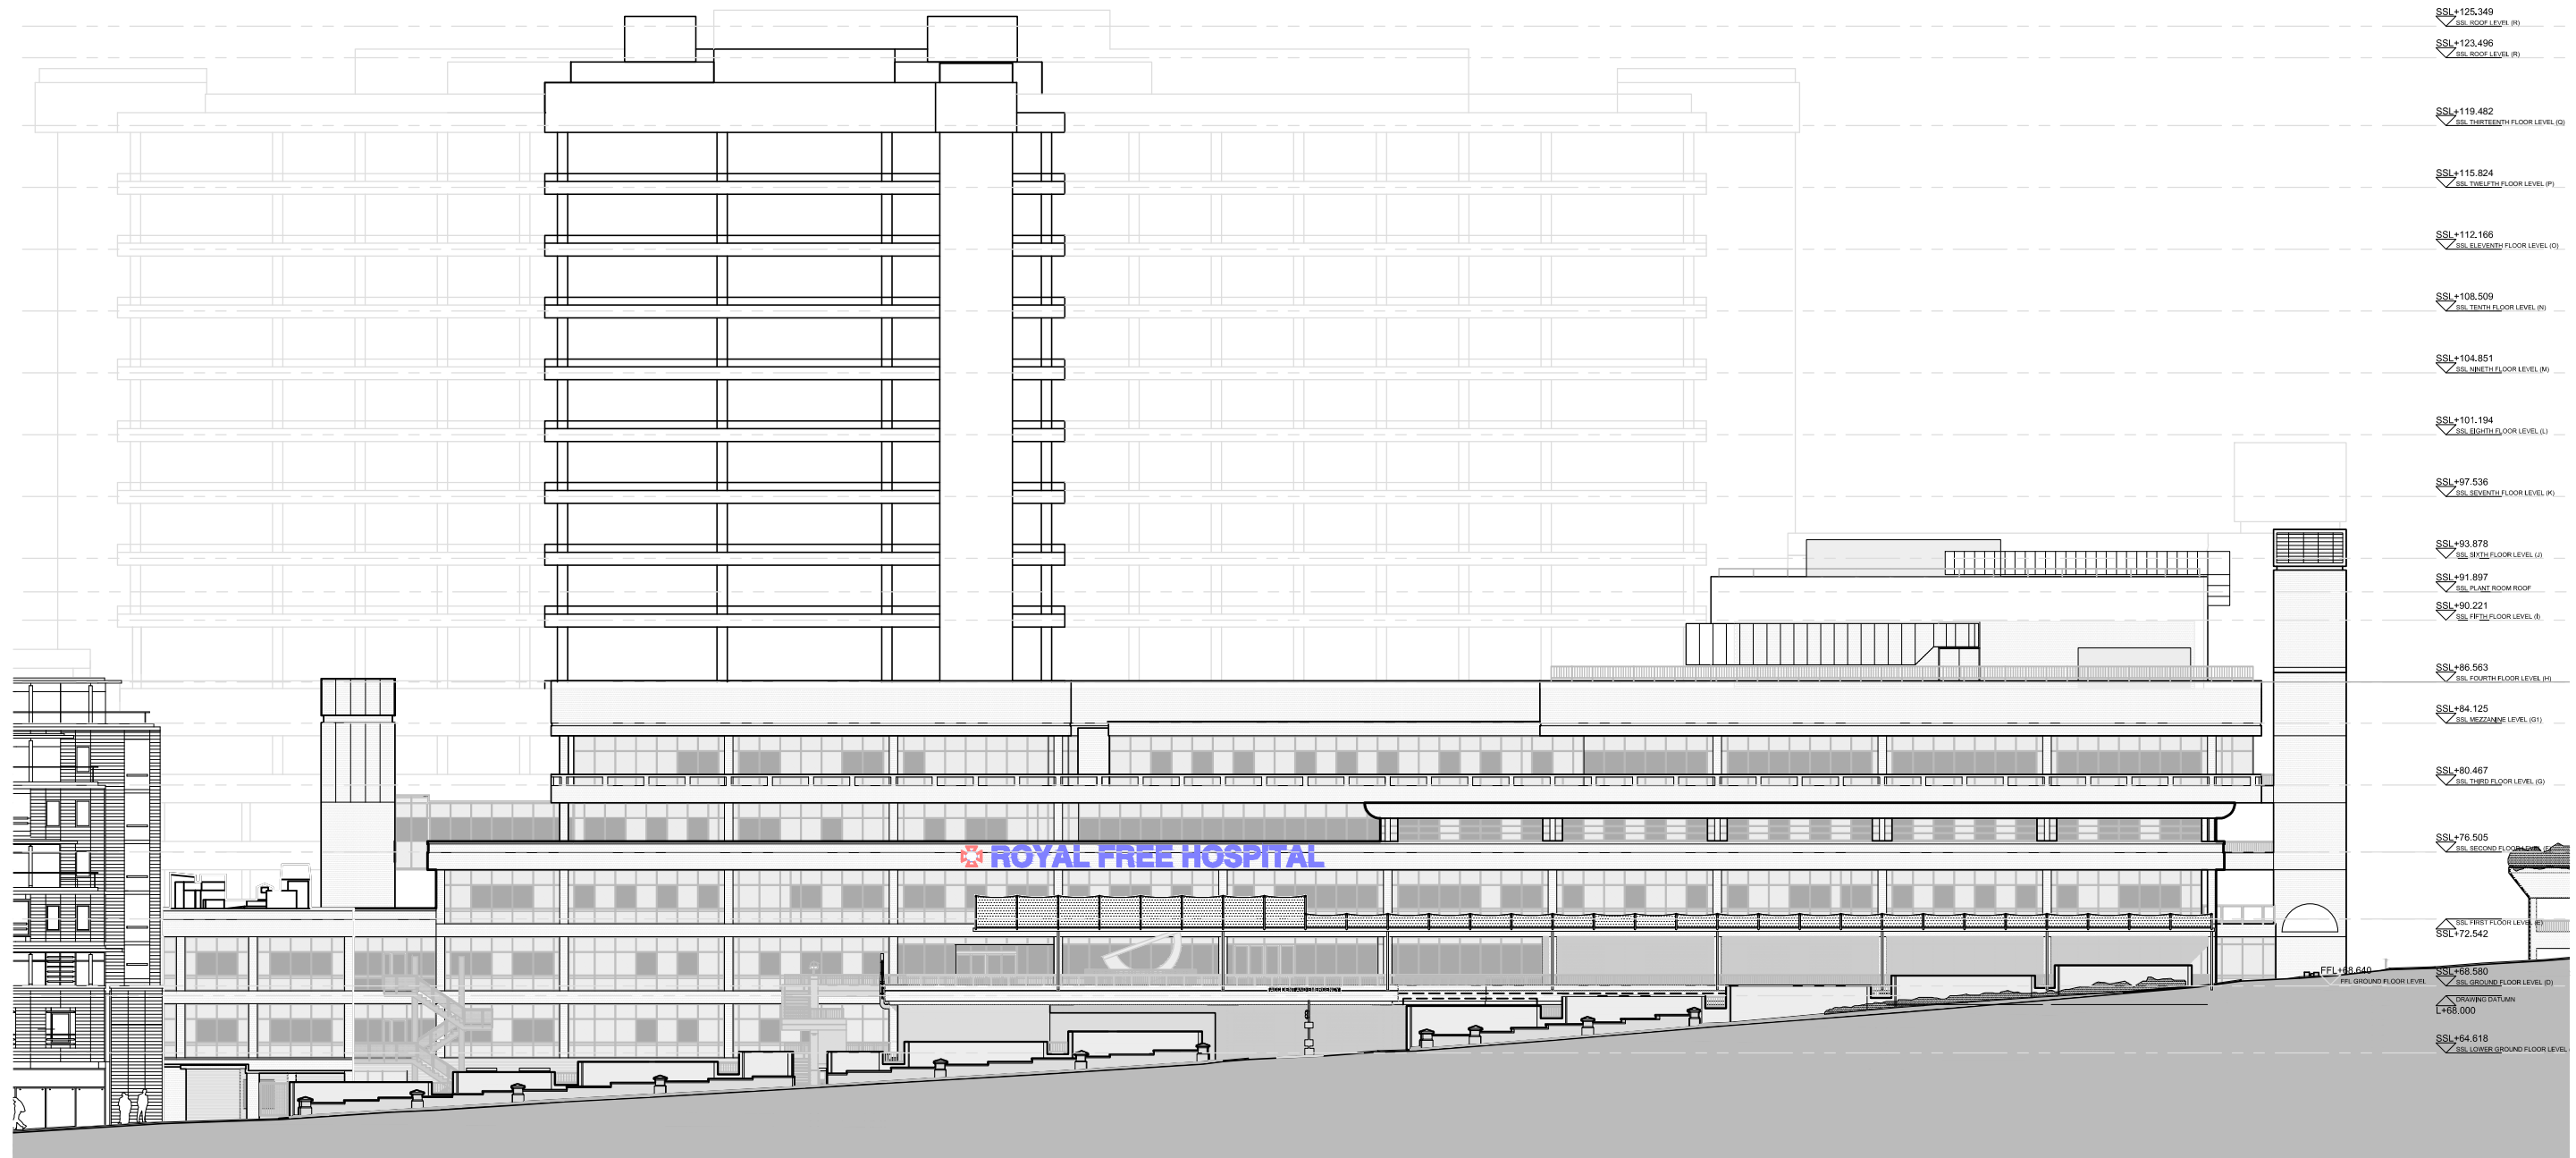 SSL+125.349
SSL ROOF LEVEL (R)
SSL+123.496
SSL ROOF LEVEL (R)
SSL+119.482
SSL THIRTEENTH FLOOR LEVEL (Q)
SSL+115.824
SSL TWELFTH FLOOR LEVEL (P)
SSL+112.166
SSL ELEVENTH FLOOR LEVEL (O)
SSL+108.509
SSL TENTH FLOOR LEVEL (N)
SSL+104.851
SSL NINETH FLOOR LEVEL (M)
SSL+101.194
SSL EIGHTH FLOOR LEVEL (L)
SSL+97.536
SSL SEVENTH FLOOR LEVEL (K)
SSL+93.878
SSL SIXTH FLOOR LEVEL (J)
SSL+91.897
SSL PLANT ROOM ROOF
SSL+90.221
SSL FIFTH FLOOR LEVEL (I)
SSL+86.563
SSL FOURTH FLOOR LEVEL (H)
SSL+84.125
SSL MEZZANINE LEVEL (G1)
SSL+80.467
SSL THIRD FLOOR LEVEL (G)
SSL+76.505
SSL SECOND FLOOR LEVEL (F)
ROYAL FREE HOSPITAL
SSL FIRST FLOOR LEVEL (E)
SSL+72.542
FFL+68.640
FFL GROUND FLOOR LEVEL
SSL+68.580
SSL GROUND FLOOR LEVEL (D)
DRAWING DATUMN
L+68.000
SSL+64.618
SSL LOWER GROUND FLOOR LEVEL